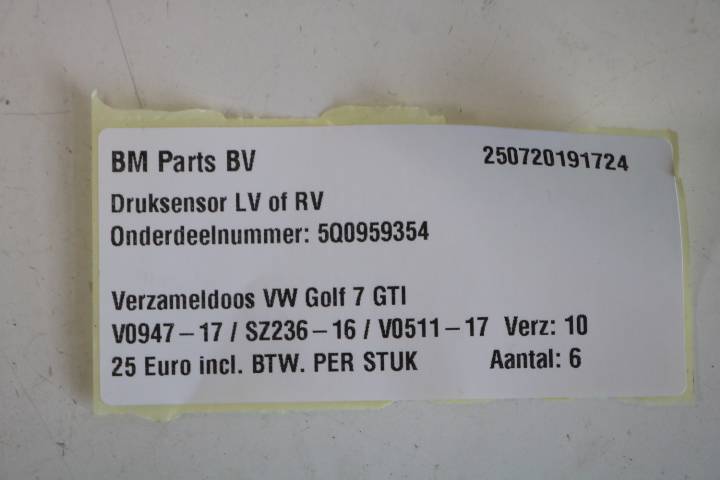 BM Parts BV 250720191724
Druksensor LV of RV
Onderdeelnummer: 5Q0959354
Verzameldoos VW Golf 7 GTI
V0947-17 / SZ236-16 / V0511-17 Verz: 10
25 Euro incl. BTW. PER STUK Aantal: 6